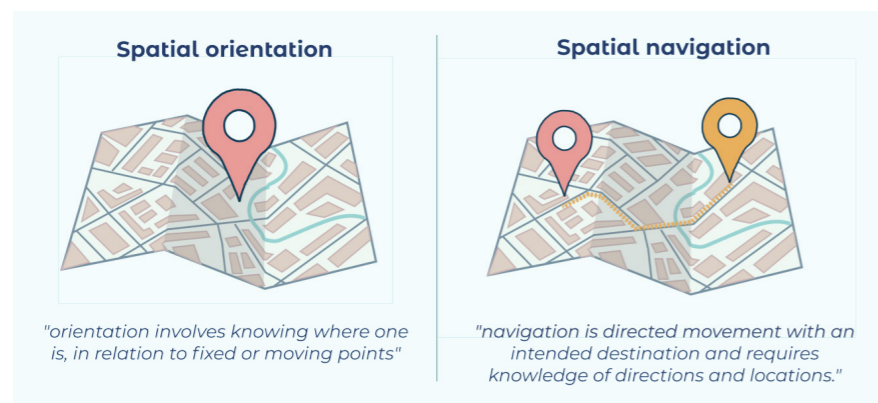 Spatial orientation
"orientation involves knowing where one
is, in relation to fixed or moving points"
Spatial navigation
"navigation is directed movement with an
intended destination and requires
knowledge of directions and locations."